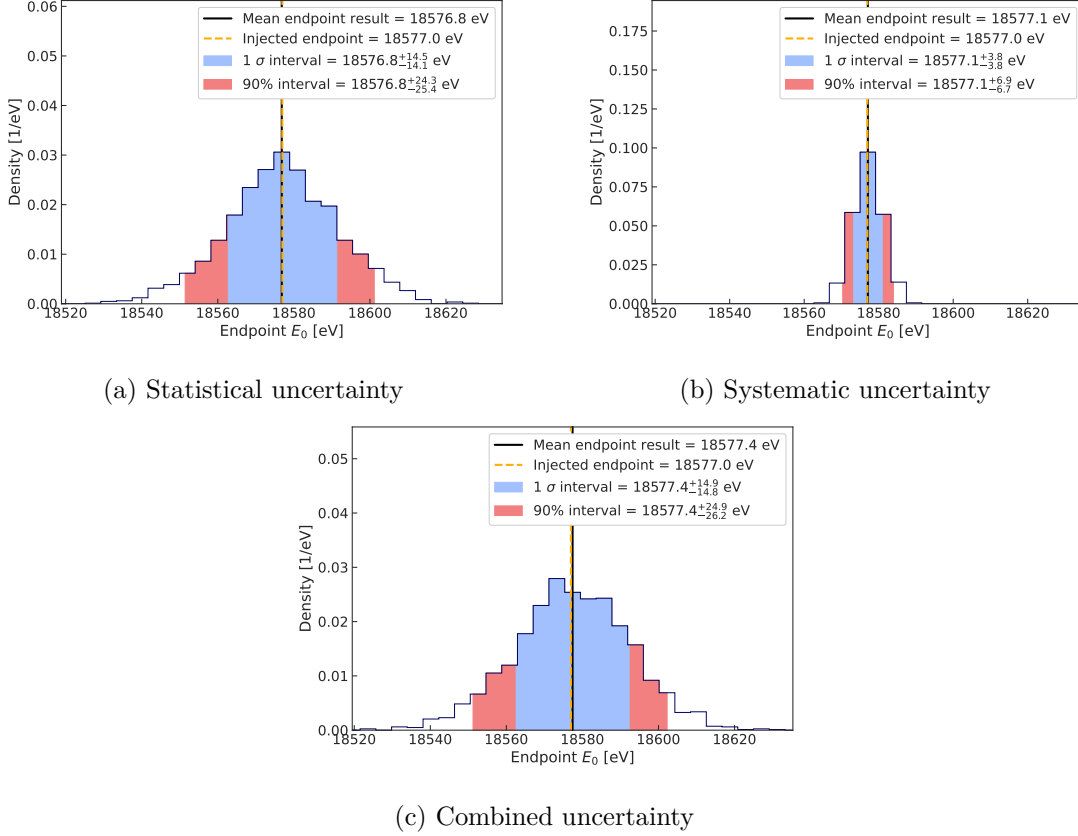 Mean endpoint result = 18576.8 eV
Injected endpoint = 18577.0 eV
1 σ interval = 18576.8 +14.5 −14.1 eV
90% interval = 18576.8 +24.3 −25.4 eV
0.06
0.05
0.04
0.03
0.02
0.01
0.00
Density [1/eV]
18520 18540 18560 18580 18600 18620
Endpoint E₀ [eV]
(a) Statistical uncertainty
Mean endpoint result = 18577.1 eV
Injected endpoint = 18577.0 eV
1 σ interval = 18577.1 +3.8 −3.8 eV
90% interval = 18577.1 +6.9 −6.7 eV
0.175
0.150
0.125
0.100
0.075
0.050
0.025
0.000
Density [1/eV]
18520 18540 18560 18580 18600 18620
Endpoint E₀ [eV]
(b) Systematic uncertainty
Mean endpoint result = 18577.4 eV
Injected endpoint = 18577.0 eV
1 σ interval = 18577.4 +14.9 −14.8 eV
90% interval = 18577.4 +24.9 −26.2 eV
0.05
0.04
0.03
0.02
0.01
0.00
Density [1/eV]
18520 18540 18560 18580 18600 18620
Endpoint E₀ [eV]
(c) Combined uncertainty